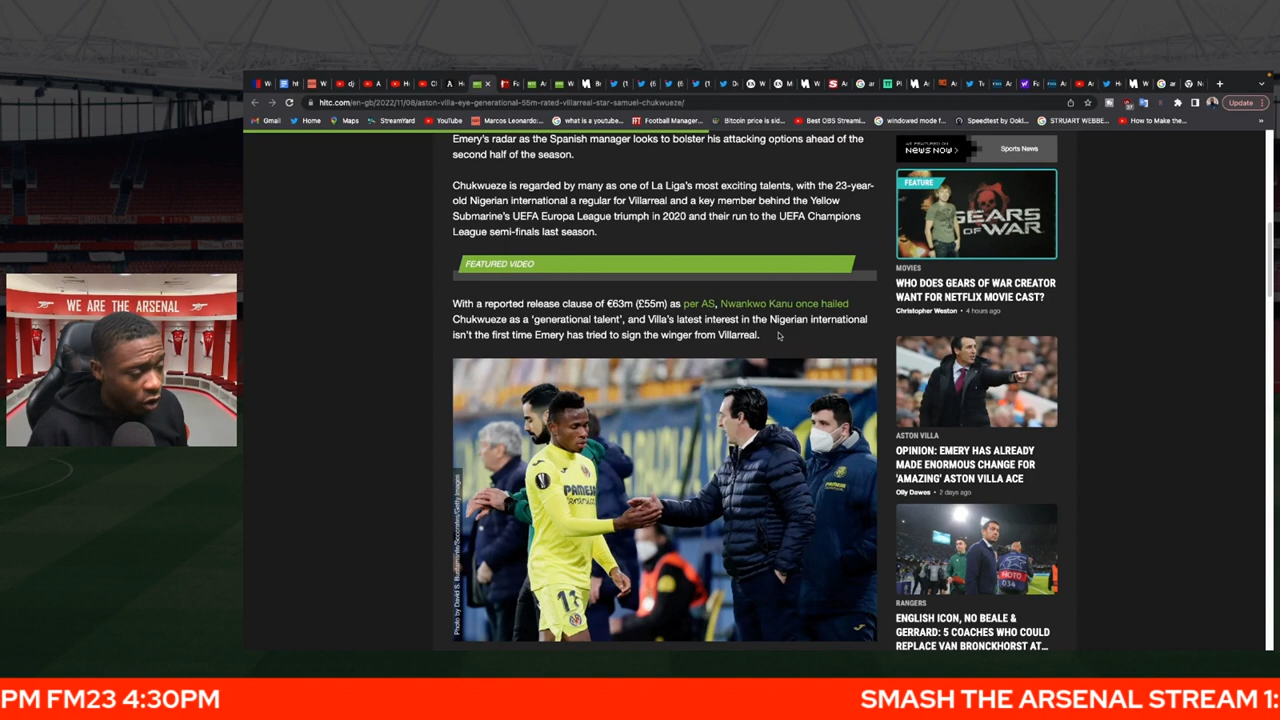 hitc.com/en-gb/2022/11/08/aston-villa-eye-generational-55m-rated-villarreal-star-samuel-chukwueze/
Update
Gmail
Home
Maps
StreamYard
YouTube
Marcos Leonardo:...
what is a youtube...
Football Manager...
Bitcoin price is sid...
Best OBS Streami...
windowed mode f...
Speedtest by Ookl...
STRUART WEBBE...
How to Make the...
Emery's radar as the Spanish manager looks to bolster his attacking options ahead of the
second half of the season.
Chukwueze is regarded by many as one of La Liga's most exciting talents, with the 23-year-
old Nigerian international a regular for Villarreal and a key member behind the Yellow
Submarine's UEFA Europa League triumph in 2020 and their run to the UEFA Champions
League semi-finals last season.
FEATURED VIDEO
With a reported release clause of €63m (£55m) as per AS, Nwankwo Kanu once hailed
Chukwueze as a 'generational talent', and Villa's latest interest in the Nigerian international
isn't the first time Emery has tried to sign the winger from Villarreal.
PAMESA
11
NEWS NOW
Sports News
FEATURE
GEARS
OF WAR
MOVIES
WHO DOES GEARS OF WAR CREATOR
WANT FOR NETFLIX MOVIE CAST?
Christopher Weston • 4 hours ago
ASTON VILLA
OPINION: EMERY HAS ALREADY
MADE ENORMOUS CHANGE FOR
'AMAZING' ASTON VILLA ACE
Olly Dawes • 2 days ago
PHOTO
034
RANGERS
ENGLISH ICON, NO BEALE &
GERRARD: 5 COACHES WHO COULD
REPLACE VAN BRONCKHORST AT...
WE ARE THE ARSENAL
PM FM23 4:30PM
SMASH THE ARSENAL STREAM 1: